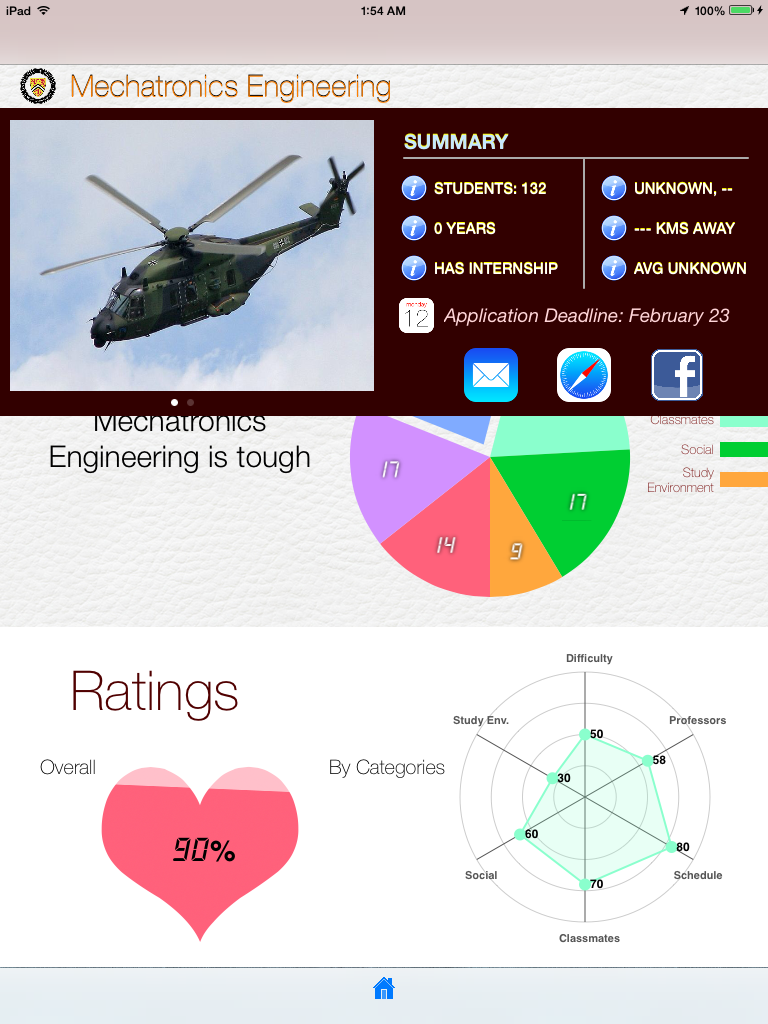 iPad
1:54 AM
100%
Mechatronics Engineering
SUMMARY
STUDENTS: 132
UNKNOWN, --
0 YEARS
--- KMS AWAY
HAS INTERNSHIP
AVG UNKNOWN
monday
12
Application Deadline: February 23
Mechatronics
Engineering is tough
17
14
9
17
Classmates
Social
Study
Environment
Ratings
Overall
90%
By Categories
Difficulty
Study Env.
Professors
50
58
30
60
80
Social
Schedule
70
Classmates